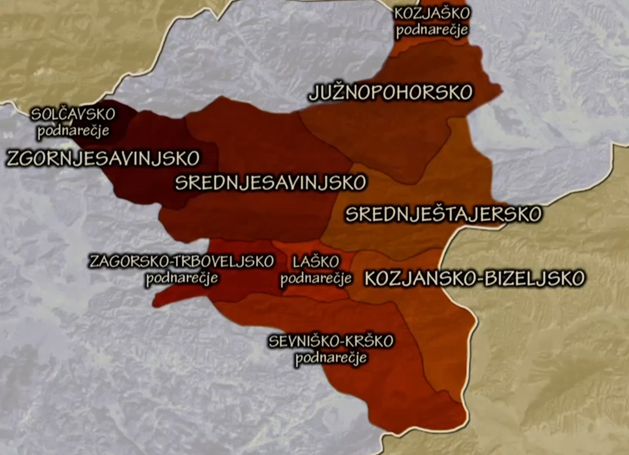 KOZJAŠKO
podnarečje
JUŽNOPOHORSKO
SOLČAVSKO
podnarečje
ZGORNJESAVINJSKO
SREDNJESAVINJSKO
SREDNJEŠTAJERSKO
ZAGORSKO-TRBOVELJSKO
podnarečje
LAŠKO
podnarečje
KOZJANSKO-BIZELJSKO
SEVNIŠKO-KRŠKO
podnarečje